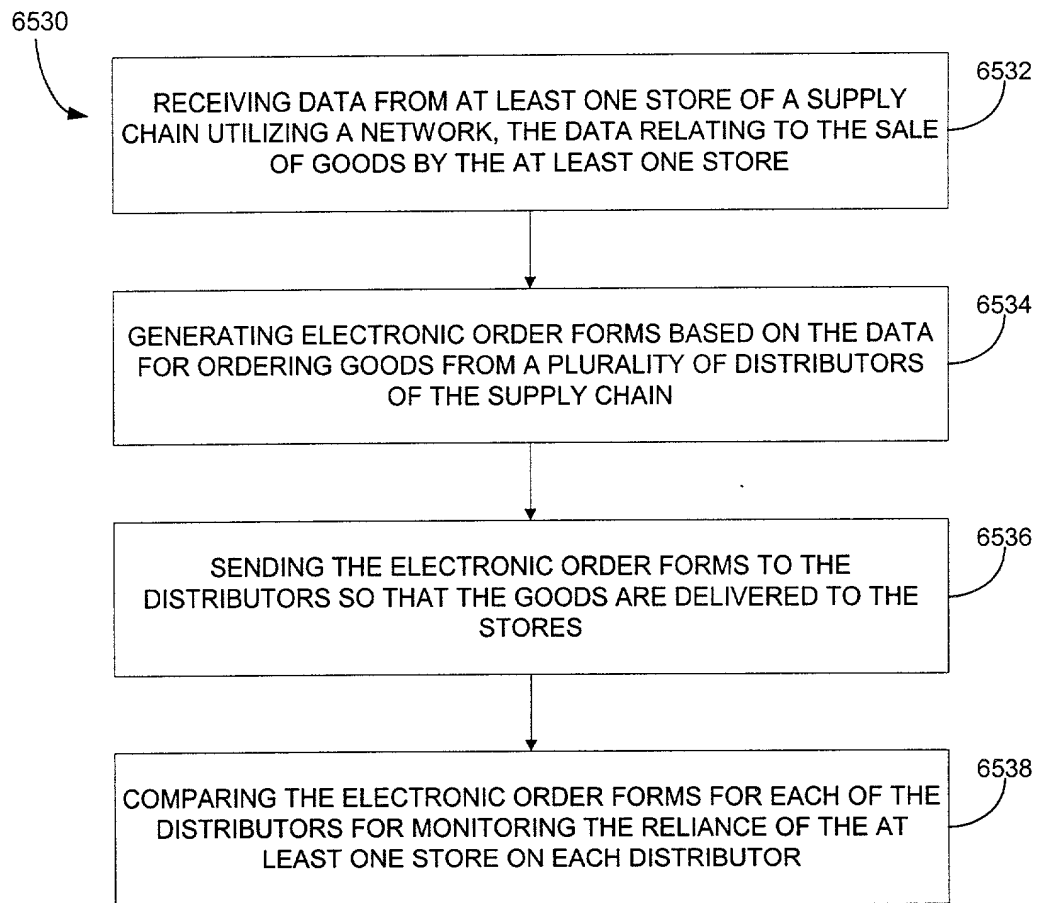 6530
6532
RECEIVING DATA FROM AT LEAST ONE STORE OF A SUPPLY
CHAIN UTILIZING A NETWORK, THE DATA RELATING TO THE SALE
OF GOODS BY THE AT LEAST ONE STORE
6534
GENERATING ELECTRONIC ORDER FORMS BASED ON THE DATA
FOR ORDERING GOODS FROM A PLURALITY OF DISTRIBUTORS
OF THE SUPPLY CHAIN
6536
SENDING THE ELECTRONIC ORDER FORMS TO THE
DISTRIBUTORS SO THAT THE GOODS ARE DELIVERED TO THE
STORES
6538
COMPARING THE ELECTRONIC ORDER FORMS FOR EACH OF THE
DISTRIBUTORS FOR MONITORING THE RELIANCE OF THE AT
LEAST ONE STORE ON EACH DISTRIBUTOR